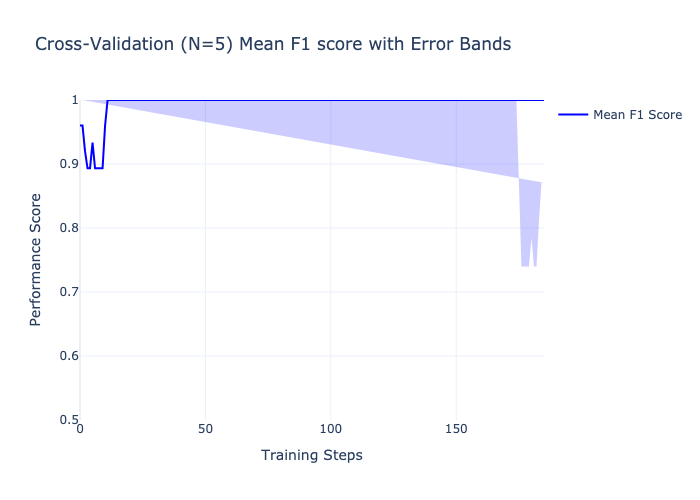 Cross-Validation (N=5) Mean F1 score with Error Bands
Mean F1 Score
1
0.9
0.8
0.7
0.6
0.5
0
50
100
150
Performance Score
Training Steps